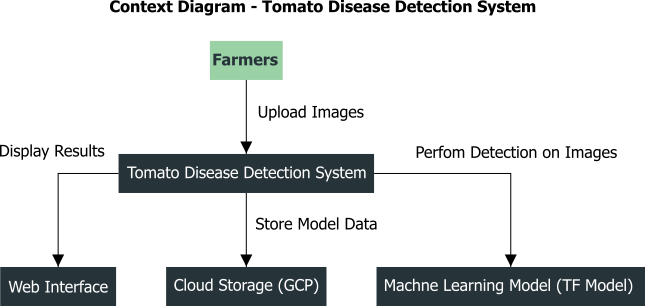 Context Diagram - Tomato Disease Detection System
Farmers
Upload Images
Display Results
Perfom Detection on Images
Tomato Disease Detection System
Store Model Data
Web Interface
Cloud Storage (GCP)
Machne Learning Model (TF Model)